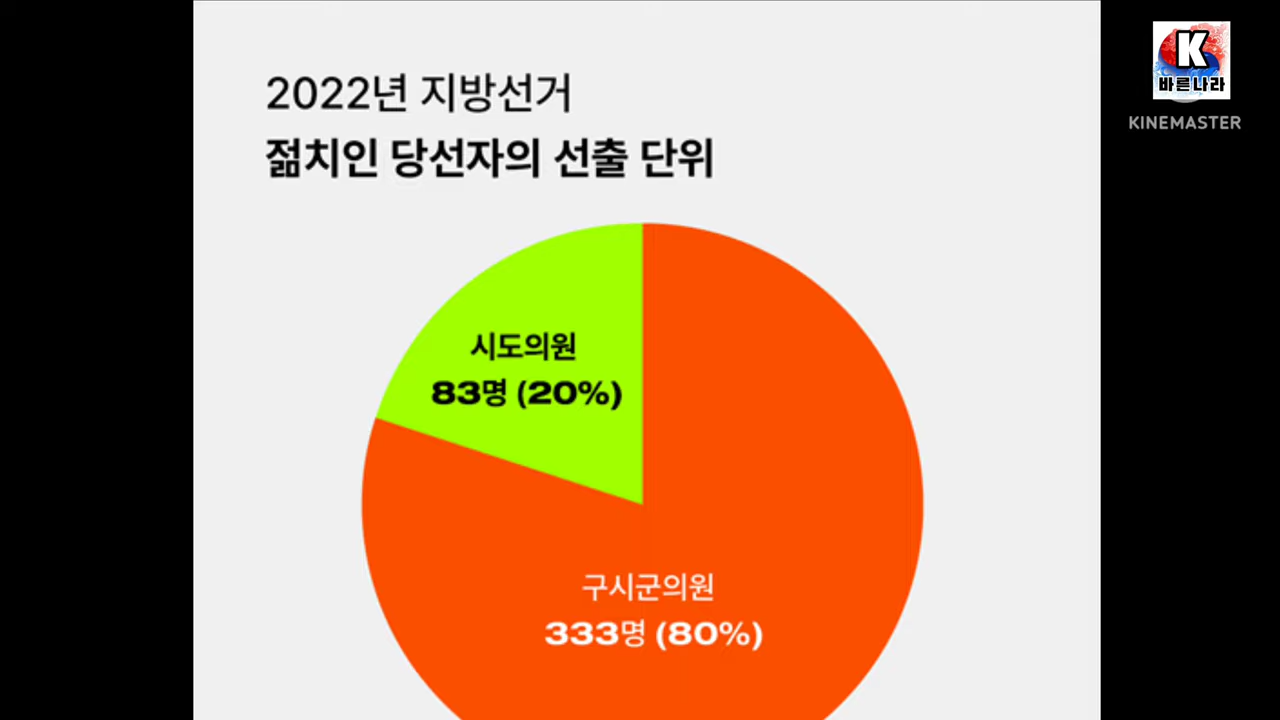 2022년 지방선거
젊치인 당선자의 선출 단위
시도의원
83명 (20%)
구시군의원
333명 (80%)
K
바른나라
KINEMASTER